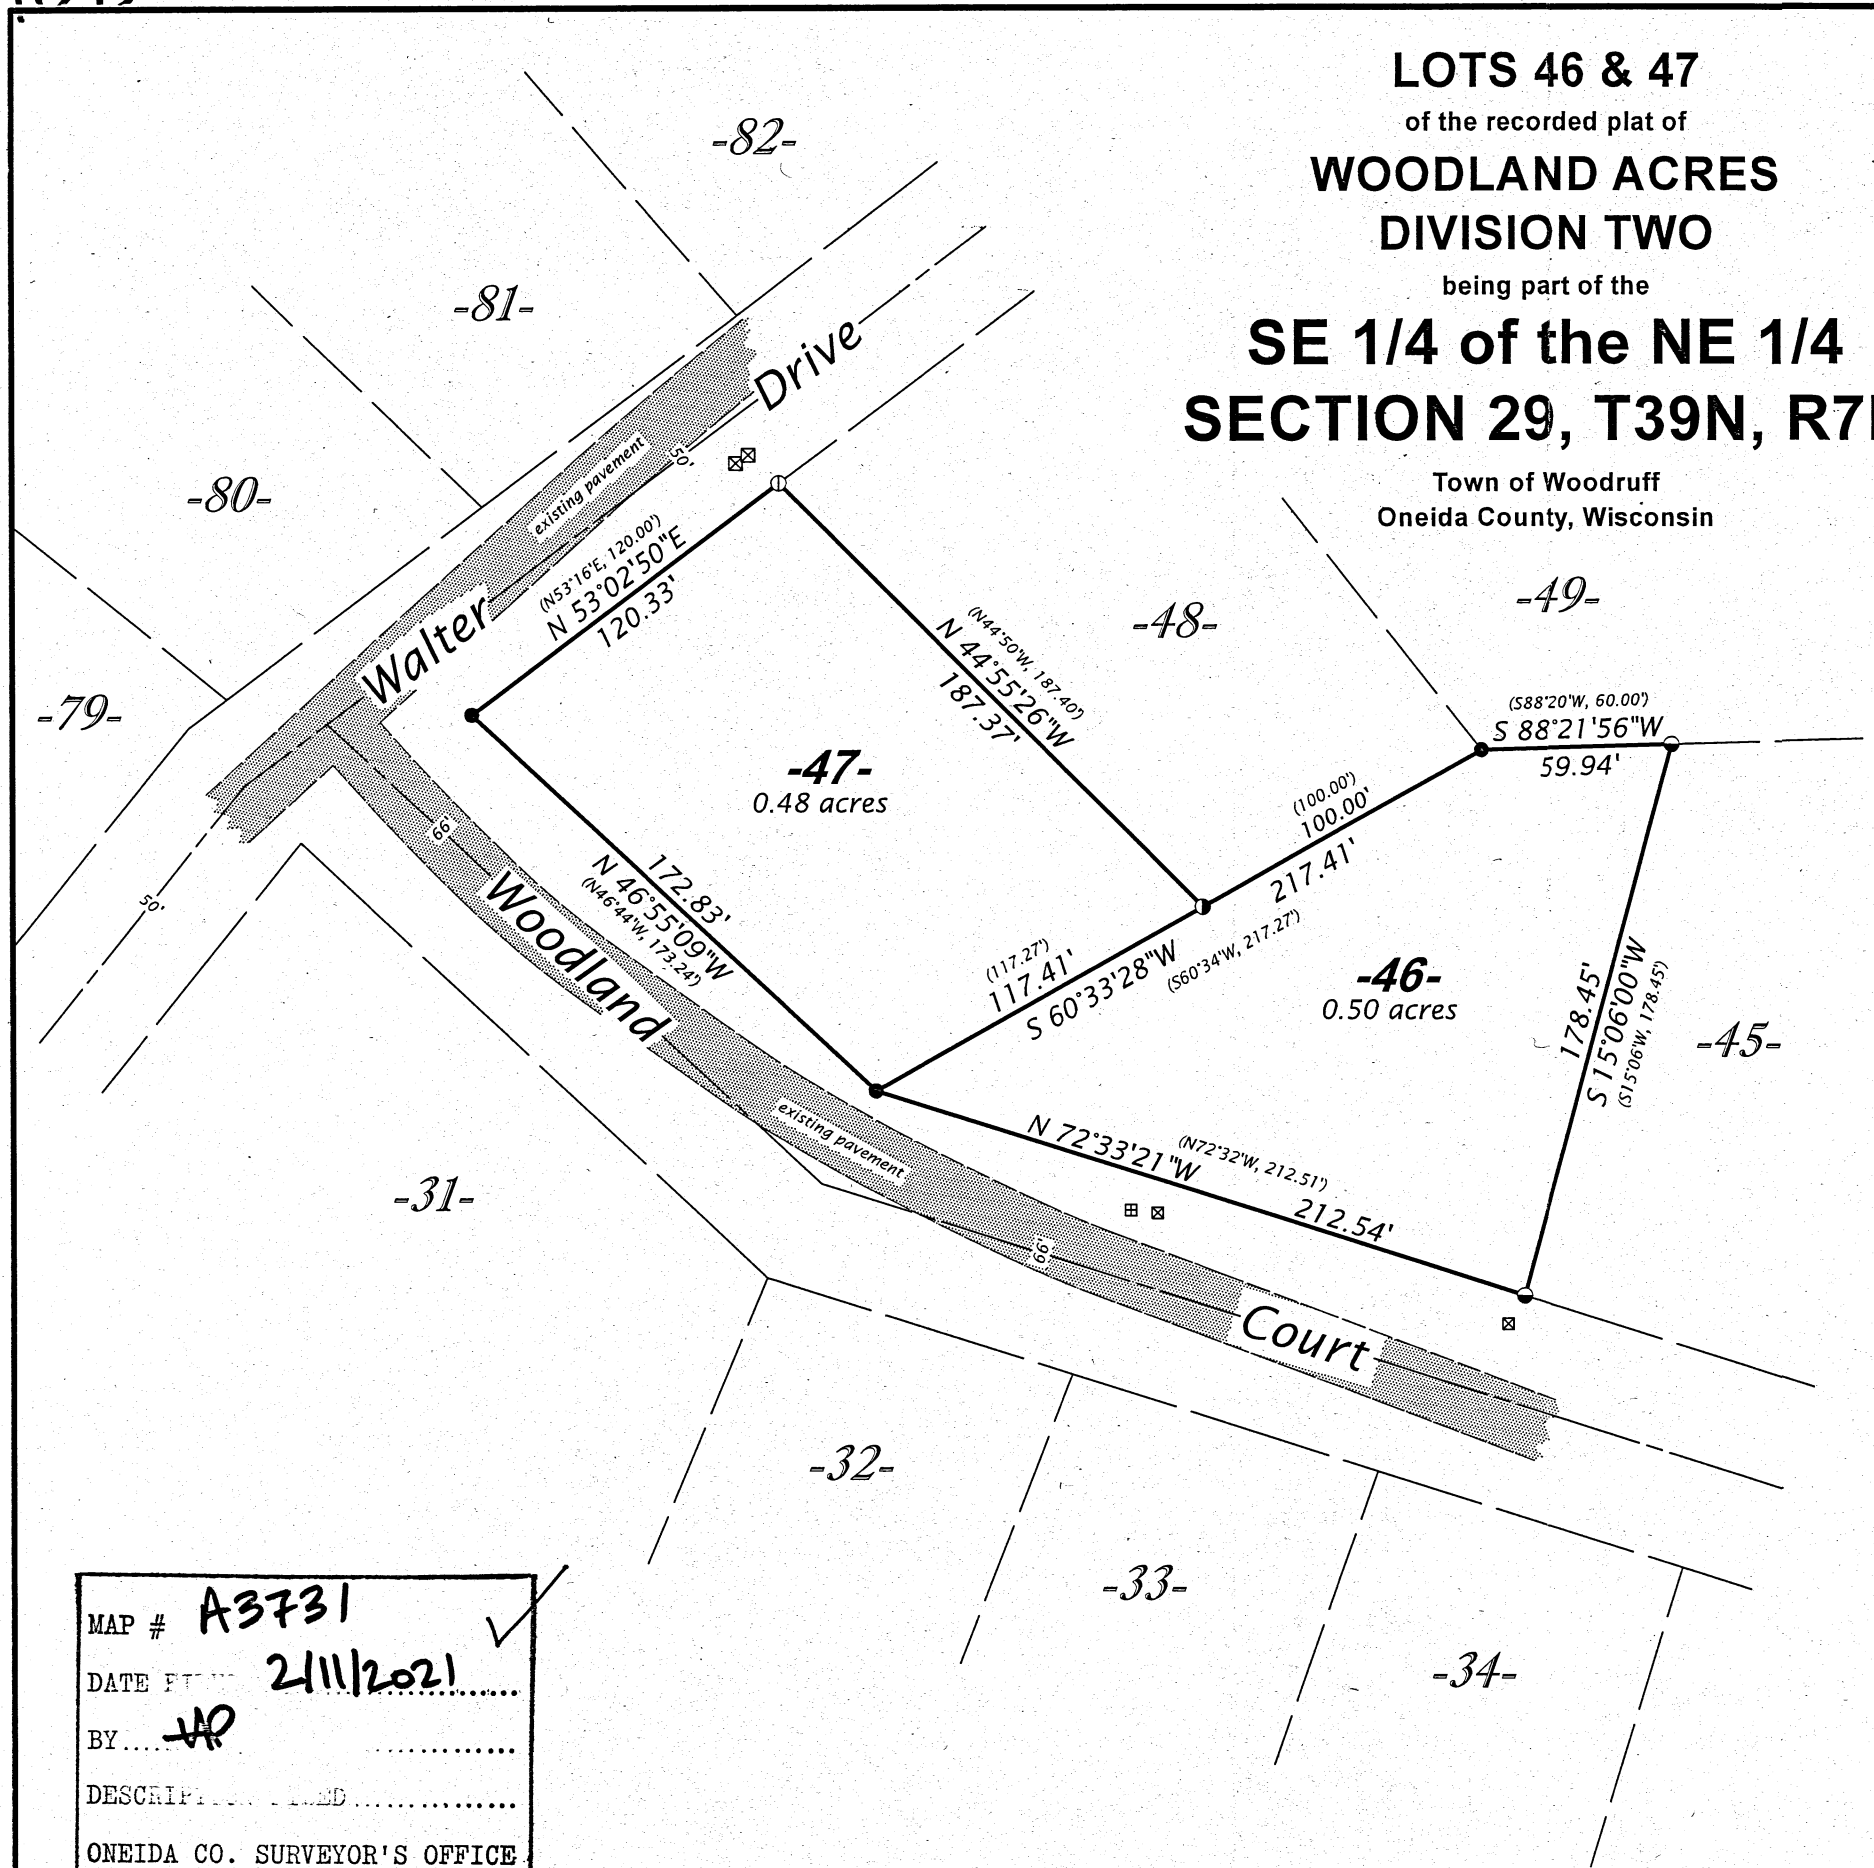 LOTS 46 & 47
of the recorded plat of
WOODLAND ACRES
DIVISION TWO
being part of the
SE 1/4 of the NE 1/4
SECTION 29, T39N, R7
Town of Woodruff
Oneida County, Wisconsin
-82-
-81-
-80-
-79-
Walter Drive
existing pavement
50'
50'
(N53°16'E, 120.00')
N 53°02'50"E
120.33'
(N44°50'W, 187.40')
N 44°55'26"W
187.37'
-48-
-49-
(S88°20'W, 60.00')
S 88°21'56"W
59.94'
-47-
0.48 acres
172.83'
N 46°55'09"W
(N46°44'W, 173.24')
(100.00')
100.00'
217.41'
(117.27')
117.41'
S 60°33'28"W
(S60°34'W, 217.27')
-46-
0.50 acres
178.45'
S 15°06'00"W
(S15°06'W, 178.45')
-45-
66'
Woodland Court
existing pavement
66'
N 72°33'21"W
(N72°32'W, 212.51')
212.54'
-31-
-32-
-33-
-34-
MAP # A3731
DATE 2/11/2021
BY
ONEIDA CO. SURVEYOR'S OFFICE